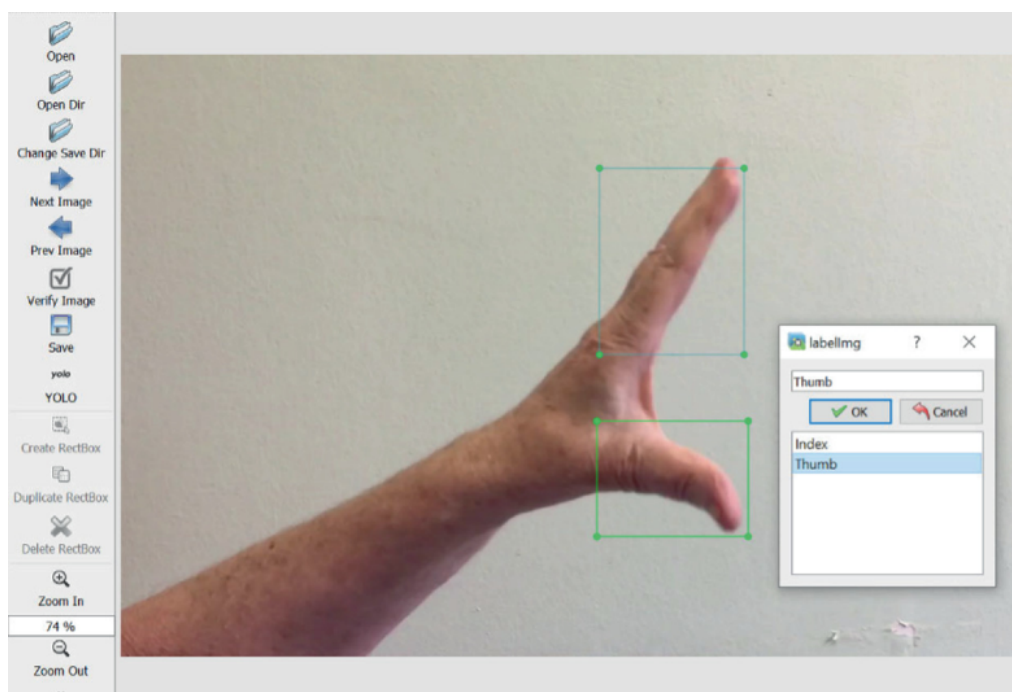 Open
Open Dir
Change Save Dir
Next Image
Prev Image
Verify Image
Save
yolo
YOLO
Create RectBox
Duplicate RectBox
Delete RectBox
Zoom In
74 %
Zoom Out
labelImg ?
Thumb
OK Cancel
Index
Thumb